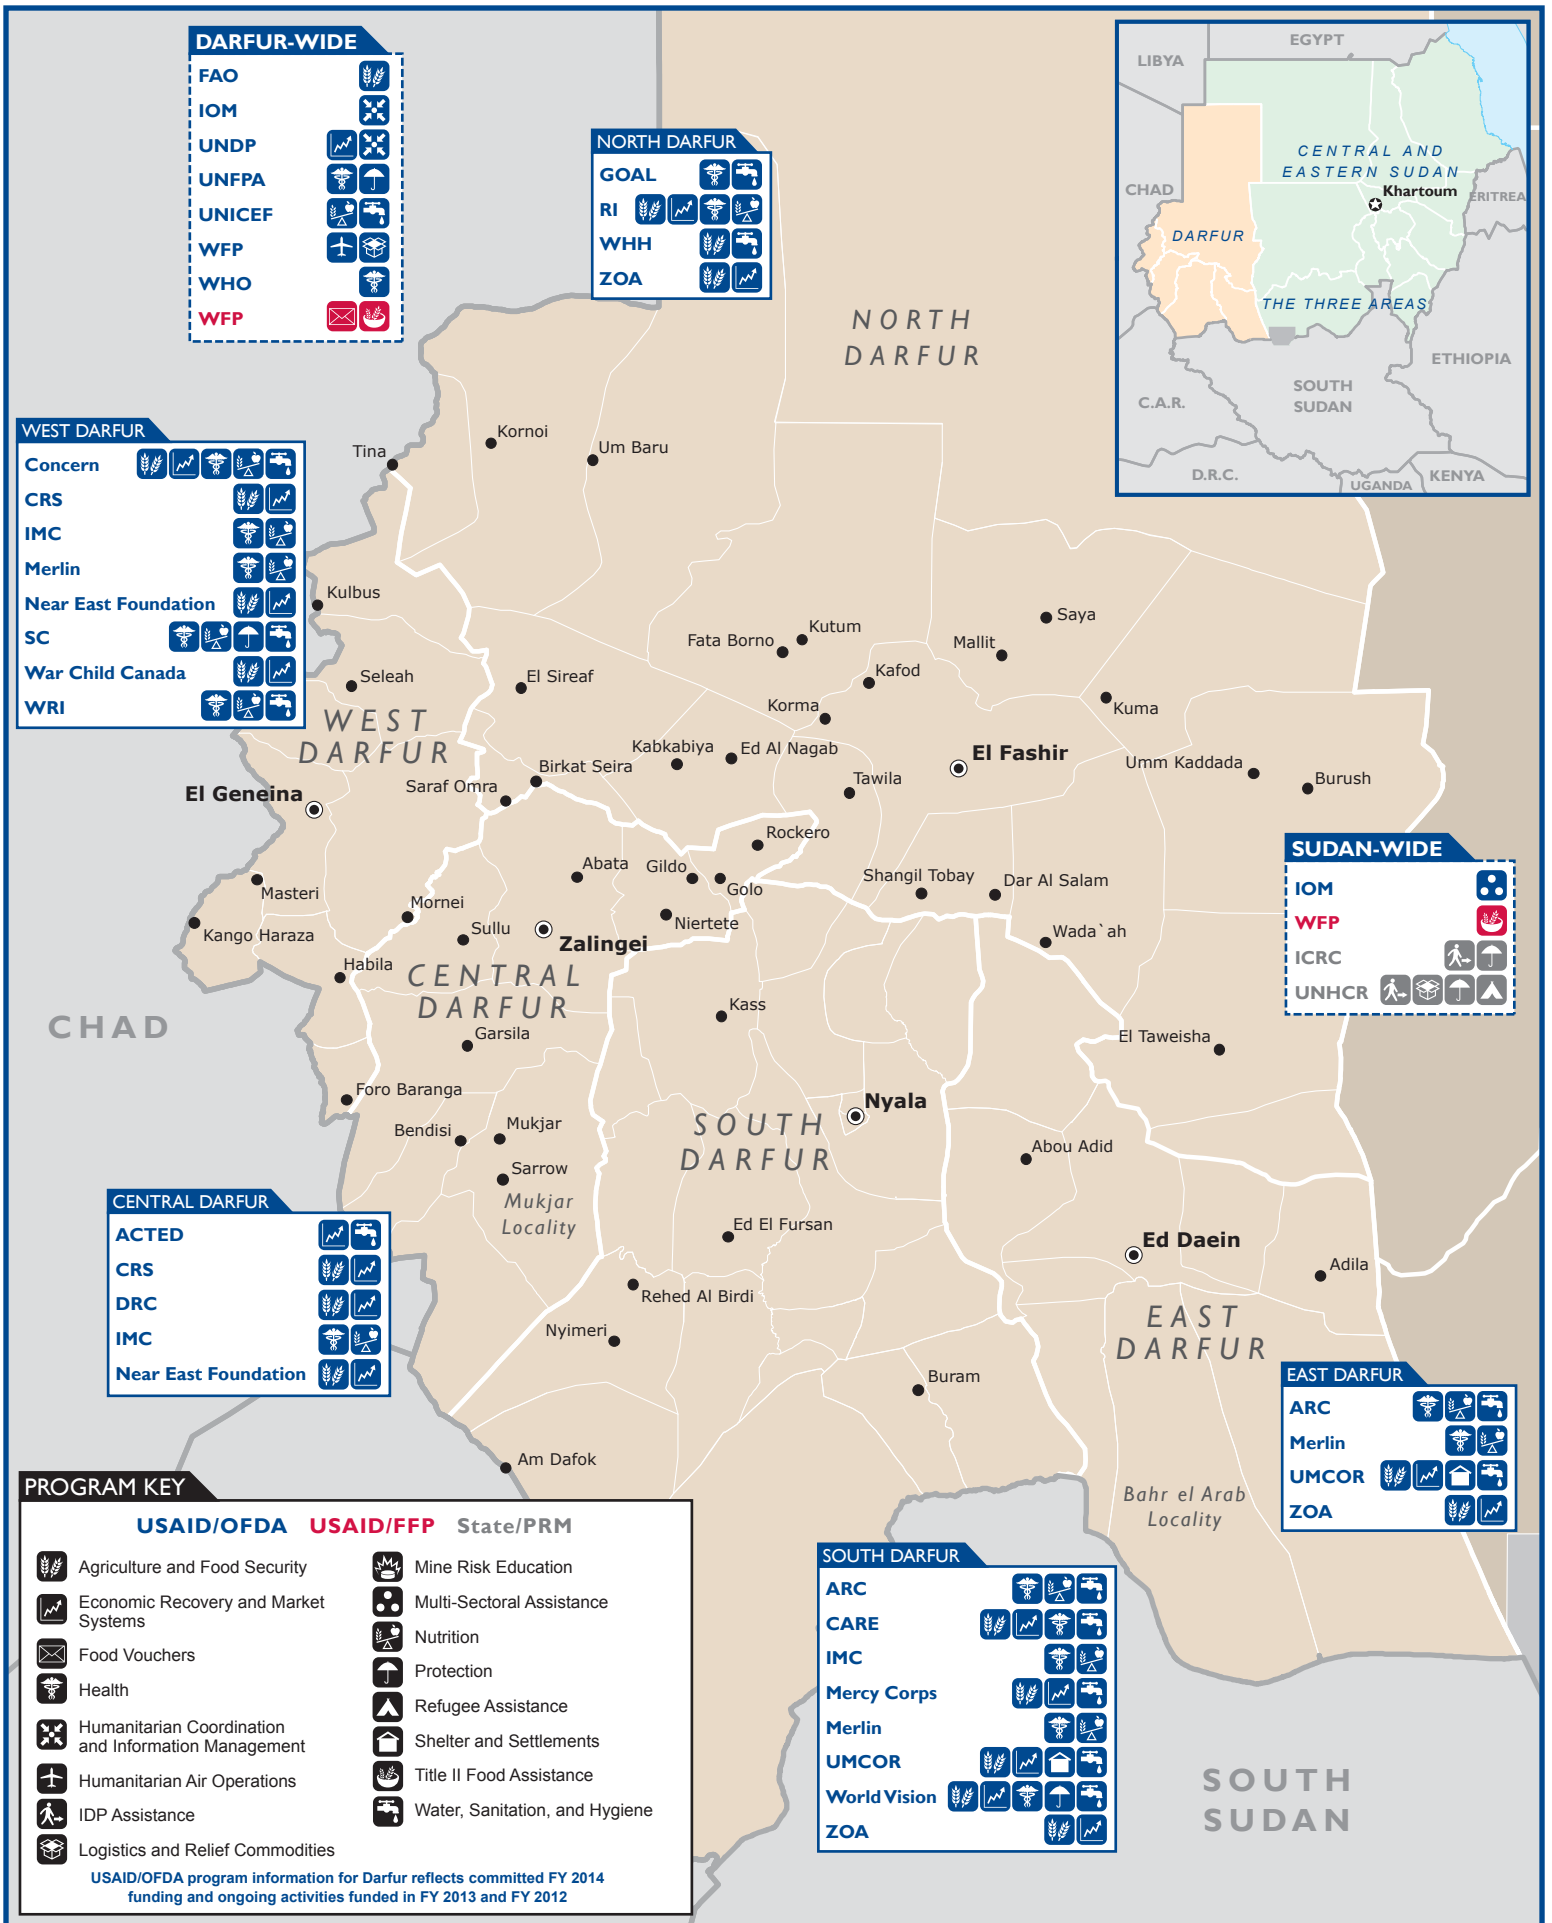 DARFUR-WIDE
FAO
IOM
UNDP
UNFPA
UNICEF
WFP
WHO
WFP
NORTH DARFUR
GOAL
RI
WHH
ZOA
EGYPT
LIBYA
CENTRAL AND
EASTERN SUDAN
Khartoum
CHAD
ERITREA
DARFUR
THE THREE AREAS
ETHIOPIA
SOUTH
SUDAN
C.A.R.
D.R.C.
UGANDA
KENYA
NORTH
DARFUR
WEST DARFUR
Concern
CRS
IMC
Merlin
Near East Foundation
SC
War Child Canada
WRI
Tina
Kornoi
Um Baru
Kulbus
Seleah
El Sireaf
Fata Borno
Kutum
Saya
Mallit
Kafod
Korma
Kuma
WEST
DARFUR
Kabkabiya
Ed Al Nagab
El Fashir
Birkat Seira
Umm Kaddada
Burush
Saraf Omra
Tawila
El Geneina
Rockero
Abata
Gildo
Golo
Shangil Tobay
Dar Al Salam
Masteri
Mornei
Kango Haraza
Sullu
Zalingei
Niertete
Wada`ah
Habila
CENTRAL
DARFUR
SUDAN-WIDE
IOM
WFP
ICRC
UNHCR
CHAD
Kass
Garsila
El Taweisha
Foro Baranga
Nyala
Bendisi
Mukjar
SOUTH
DARFUR
Abou Adid
Sarrow
Mukjar
Locality
Ed El Fursan
Ed Daein
Adila
Rehed Al Birdi
Nyimeri
EAST
DARFUR
Buram
Am Dafok
Bahr el Arab
Locality
CENTRAL DARFUR
ACTED
CRS
DRC
IMC
Near East Foundation
EAST DARFUR
ARC
Merlin
UMCOR
ZOA
SOUTH DARFUR
ARC
CARE
IMC
Mercy Corps
Merlin
UMCOR
World Vision
ZOA
SOUTH
SUDAN
PROGRAM KEY
USAID/OFDA USAID/FFP State/PRM
Agriculture and Food Security
Economic Recovery and Market
Systems
Food Vouchers
Health
Humanitarian Coordination
and Information Management
Humanitarian Air Operations
IDP Assistance
Logistics and Relief Commodities
Mine Risk Education
Multi-Sectoral Assistance
Nutrition
Protection
Refugee Assistance
Shelter and Settlements
Title II Food Assistance
Water, Sanitation, and Hygiene
USAID/OFDA program information for Darfur reflects committed FY 2014
funding and ongoing activities funded in FY 2013 and FY 2012